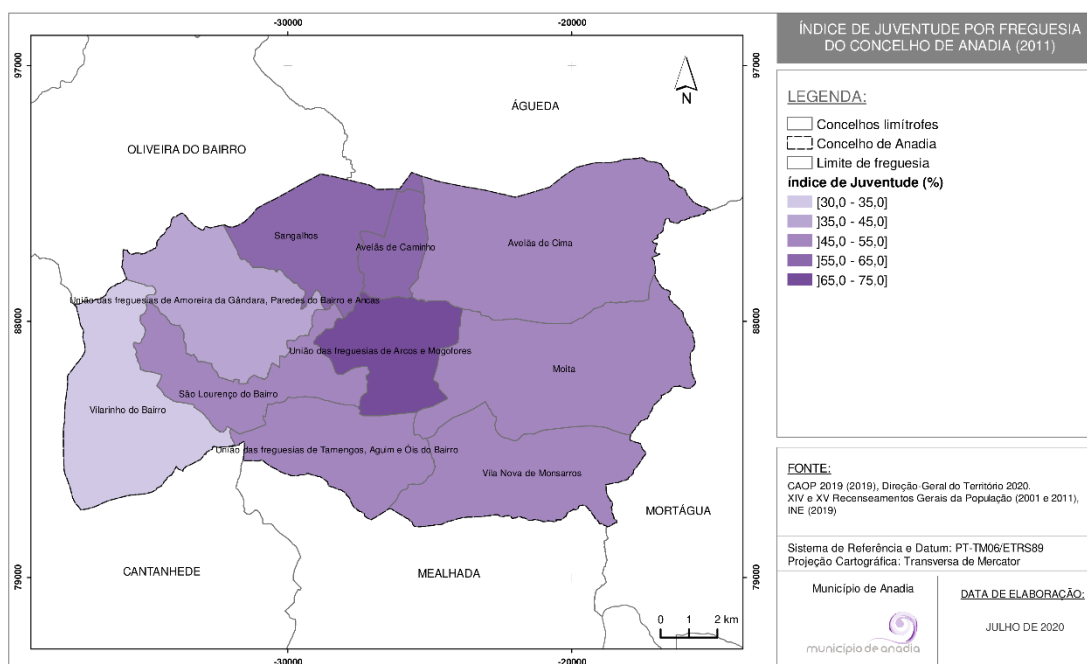 -30000
-20000
97000
97000
88000
88000
79000
79000
-30000
-20000
N
ÁGUEDA
OLIVEIRA DO BAIRRO
Sangalhos
Avelãs de Caminho
Avelãs de Cima
União das freguesias de Amoreira da Gândara, Paredes do Bairro e Ancas
União das freguesias de Arcos e Mogofores
Moita
São Lourenço do Bairro
Vilarinho do Bairro
União das freguesias de Tamengos, Aguim e Óis do Bairro
Vila Nova de Monsarros
MORTÁGUA
CANTANHEDE
MEALHADA
0 1 2 km
ÍNDICE DE JUVENTUDE POR FREGUESIA
DO CONCELHO DE ANADIA (2011)
LEGENDA:
Concelhos limítrofes
Concelho de Anadia
Limite de freguesia
índice de Juventude (%)
]30,0 - 35,0]
]35,0 - 45,0]
]45,0 - 55,0]
]55,0 - 65,0]
]65,0 - 75,0]
FONTE:
CAOP 2019 (2019), Direção-Geral do Território 2020.
XIV e XV Recenseamentos Gerais da População (2001 e 2011),
INE (2019)
Sistema de Referência e Datum: PT-TM06/ETRS89
Projeção Cartográfica: Transversa de Mercator
Município de Anadia
município de anadia
DATA DE ELABORAÇÃO:
JULHO DE 2020